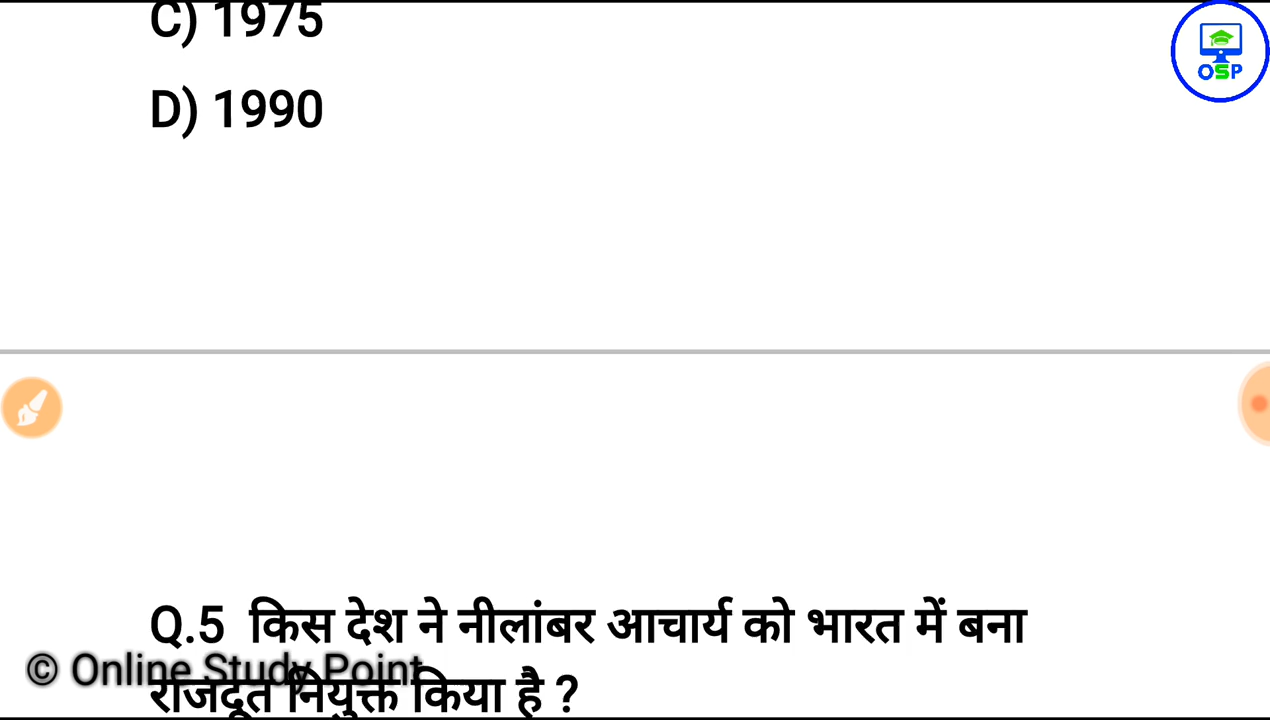 C) 1975
OSP
D) 1990
Q.5 किस देश ने नीलांबर आचार्य को भारत में बना
राजदूत नियुक्त किया है ?
© Online Study Point